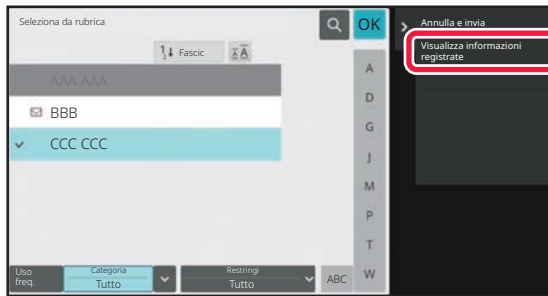 Seleziona da rubrica
OK
Annulla e invia
Visualizza informazioni
registrate
Fascic
AAA AAA
BBB
CCC CCC
A
D
G
J
M
P
T
W
Uso
freq.
Categoria
Tutto
Restringi
Tutto
ABC